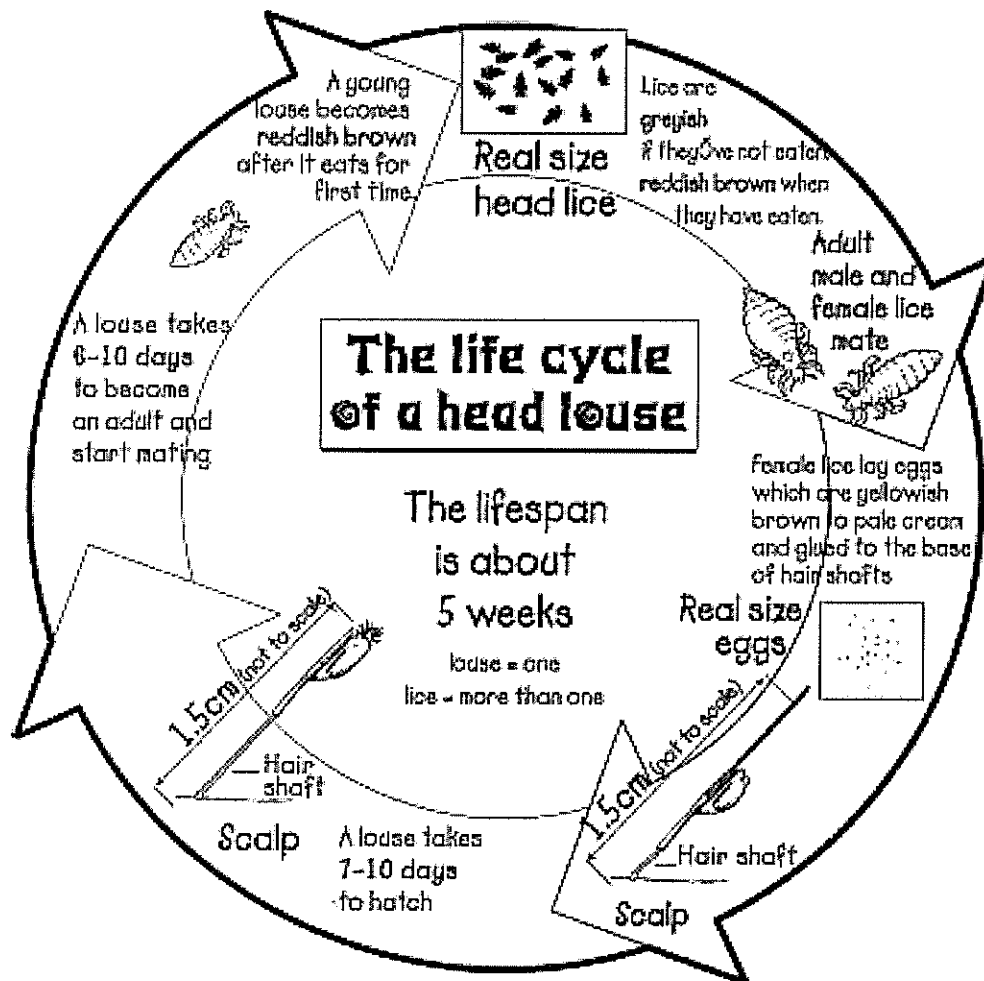 The life cycle
of a head louse
The lifespan
is about
5 weeks
louse = one
lice = more than one
Real size
head lice
Lice are
greyish
if theyÕve not eaten
reddish brown when
they have eaten.
Adult
male and
female lice
mate
Female lice lay eggs
which are yellowish
brown to pale cream
and glued to the base
of hair shafts
Real size
eggs
1.5cm (not to scale)
Hair shaft
Scalp
A louse takes
7-10 days
to hatch
1.5cm (not to scale)
Hair
shaft
Scalp
A louse takes
6-10 days
to become
an adult and
start mating
A young
louse becomes
reddish brown
after it eats for
first time.